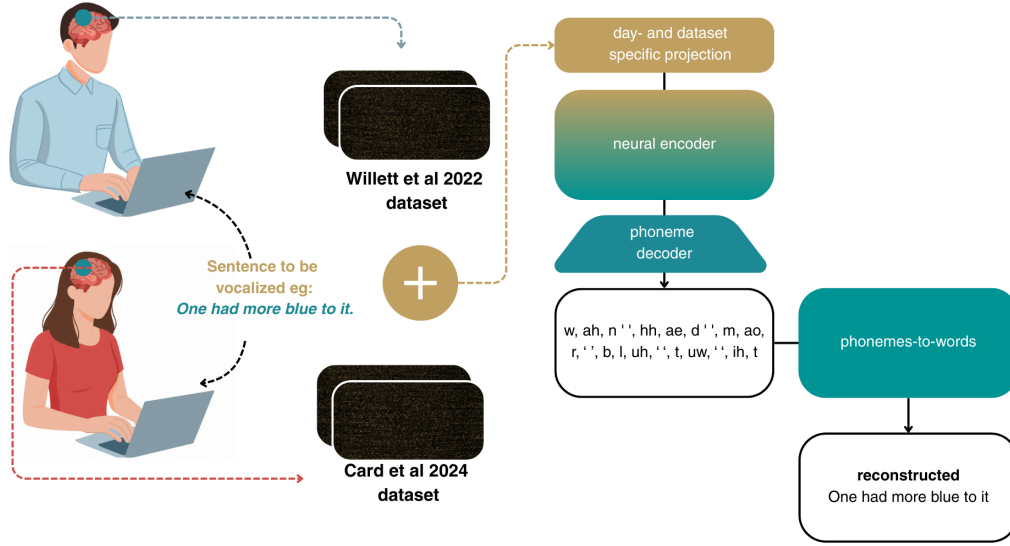 Willett et al 2022
dataset
Sentence to be
vocalized eg:
One had more blue to it.
Card et al 2024
dataset
day- and dataset
specific projection
neural encoder
phoneme
decoder
w, ah, n ' ', hh, ae, d ' ', m, ao,
r, ‘ ’, b, l, uh, ‘ ‘, t, uw, ‘ ‘, ih, t
phonemes-to-words
reconstructed
One had more blue to it